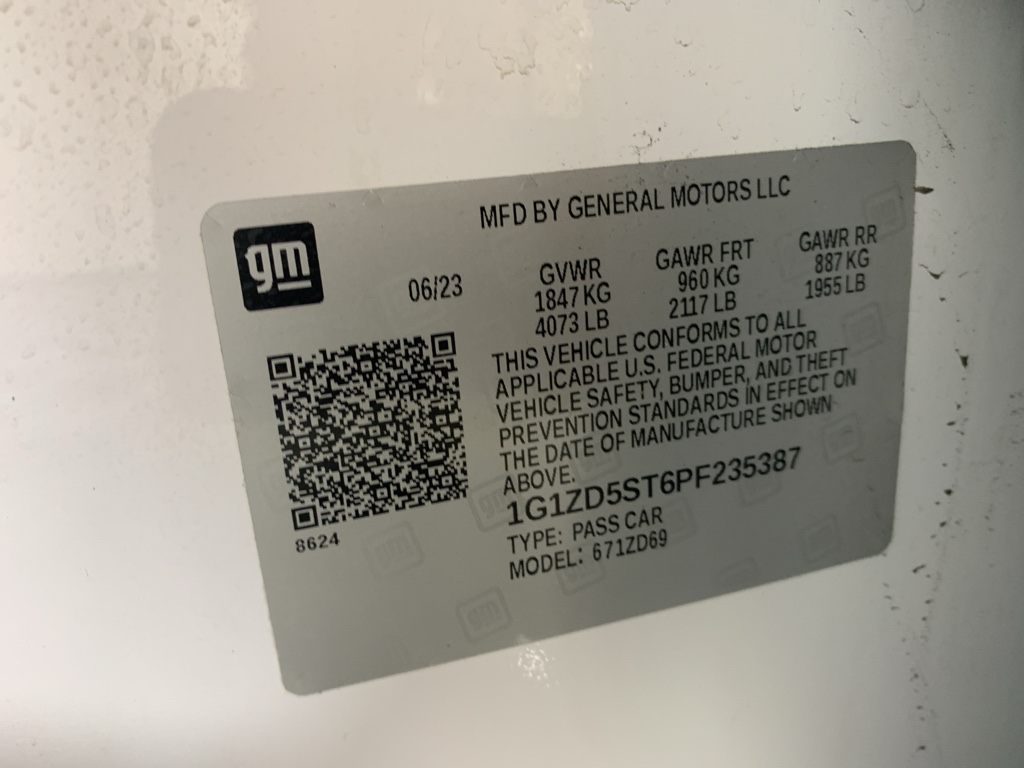 MFD BY GENERAL MOTORS LLC
gm
06/23
GVWR
1847 KG
4073 LB
GAWR FRT
960 KG
2117 LB
GAWR RR
887 KG
1955 LB
THIS VEHICLE CONFORMS TO ALL
APPLICABLE U.S. FEDERAL MOTOR
VEHICLE SAFETY, BUMPER, AND THEFT
PREVENTION STANDARDS IN EFFECT ON
THE DATE OF MANUFACTURE SHOWN
ABOVE.
1G1ZD5ST6PF235387
TYPE: PASS CAR
MODEL: 671ZD69
8624